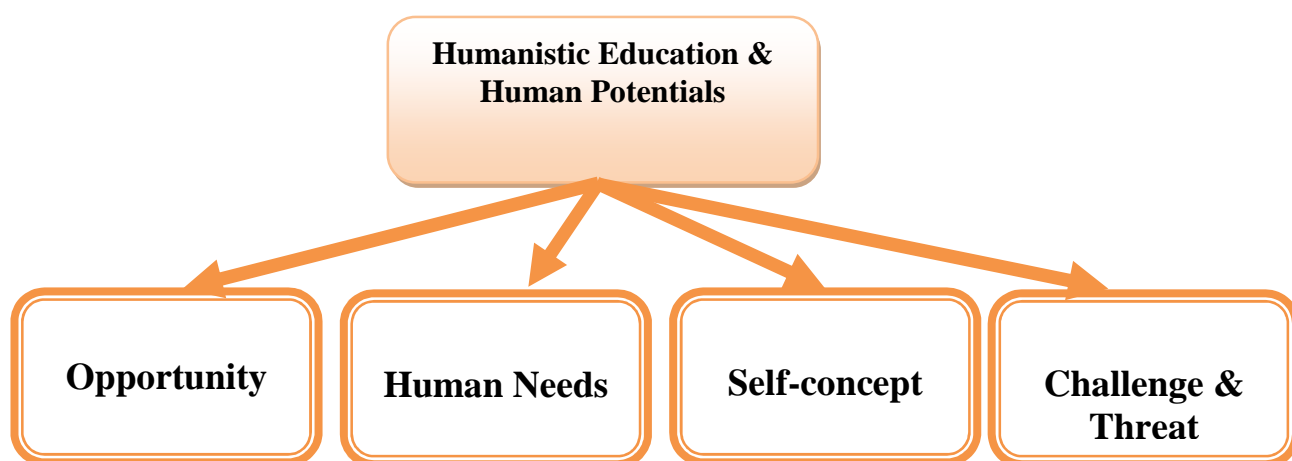 Humanistic Education &
Human Potentials
Opportunity
Human Needs
Self-concept
Challenge &
Threat